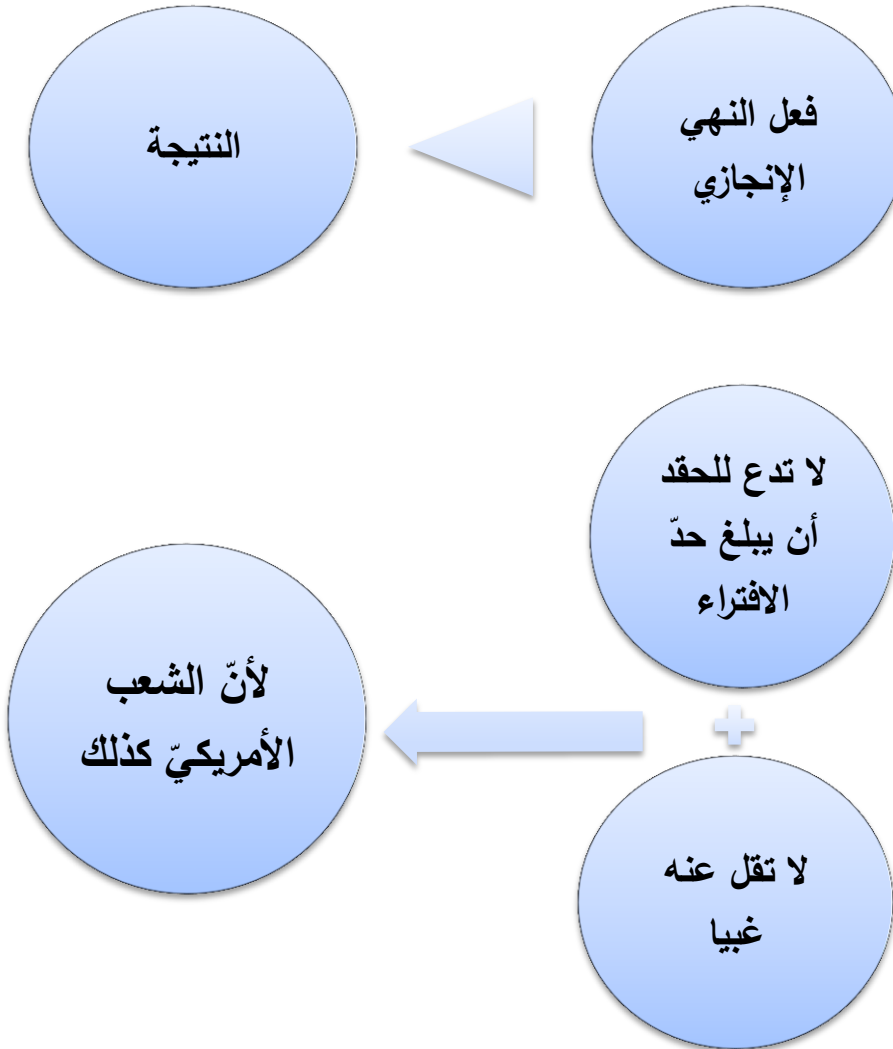 فعل النهي
الإنجازي
النتيجة
لا تدع للحقد
أن يبلغ حدّ
الافتراء
+
لا تقل عنه
غبيا
لأنّ الشعب
الأمريكيّ كذلك